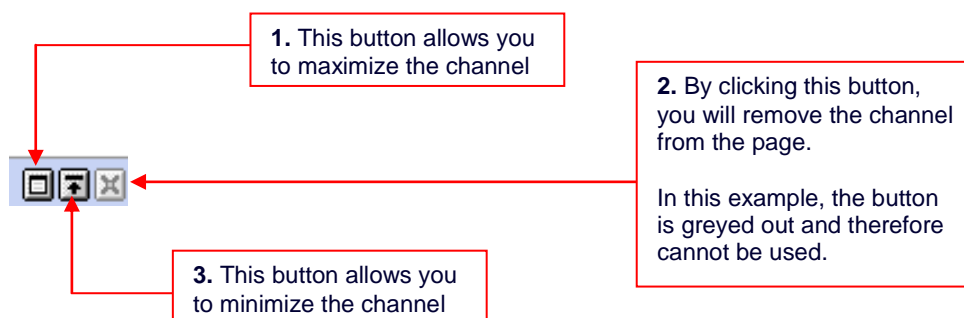 1. This button allows you
to maximize the channel
2. By clicking this button,
you will remove the channel
from the page.
In this example, the button
is greyed out and therefore
cannot be used.
3. This button allows you
to minimize the channel